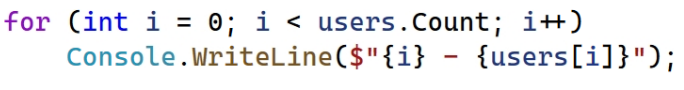 for (int i = 0; i < users.Count; i++)
    Console.WriteLine($"{i} - {users[i]}");